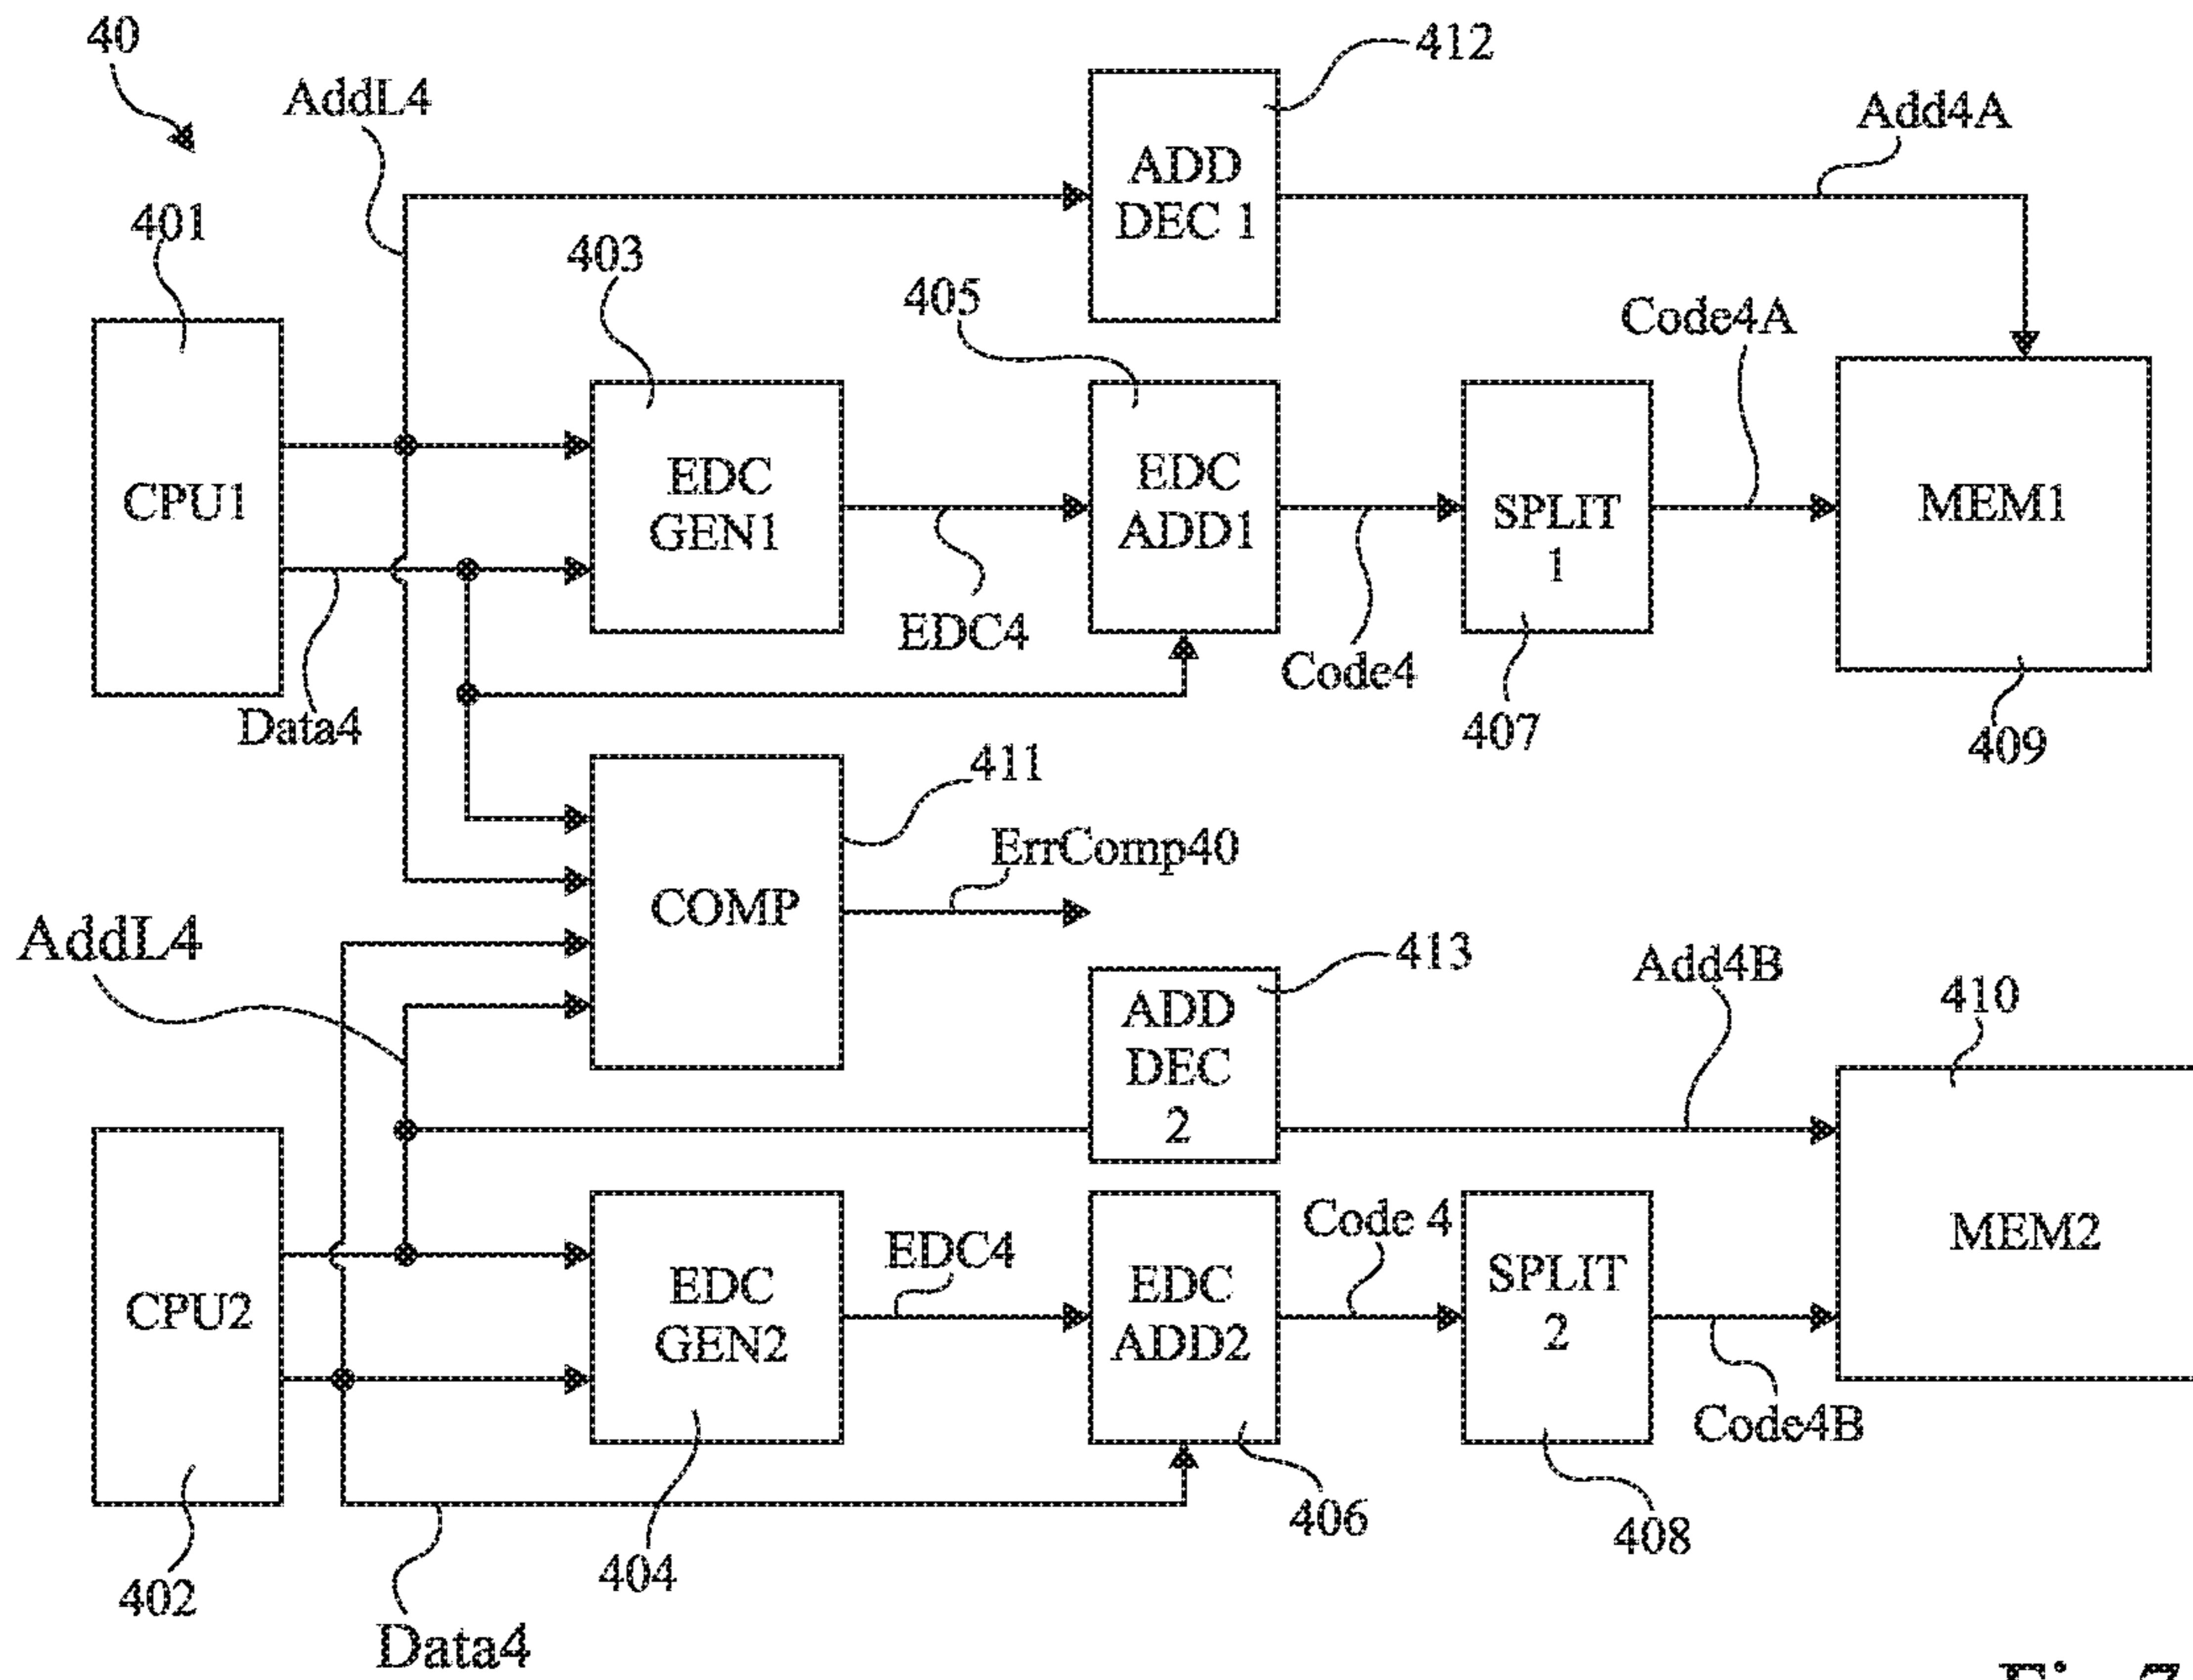 40
AddL4
412
ADD
DEC 1
Add4A
401
403
405
Code4A
CPU1
EDC
GEN1
EDC
ADD1
SPLIT
1
MEM1
EDC4
Code4
Data4
407
409
411
COMP
ErrComp40
AddL4
413
ADD
DEC
2
Add4B
410
CPU2
EDC
GEN2
EDC4
EDC
ADD2
Code 4
SPLIT
2
MEM2
Code4B
402
404
406
408
Data4